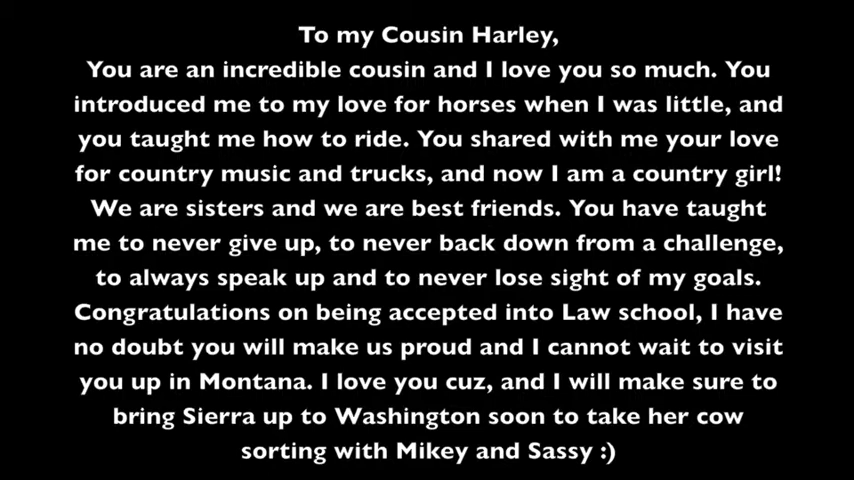 To my Cousin Harley,
You are an incredible cousin and I love you so much. You
introduced me to my love for horses when I was little, and
you taught me how to ride. You shared with me your love
for country music and trucks, and now I am a country girl!
We are sisters and we are best friends. You have taught
me to never give up, to never back down from a challenge,
to always speak up and to never lose sight of my goals.
Congratulations on being accepted into Law school, I have
no doubt you will make us proud and I cannot wait to visit
you up in Montana. I love you cuz, and I will make sure to
bring Sierra up to Washington soon to take her cow
sorting with Mikey and Sassy :)